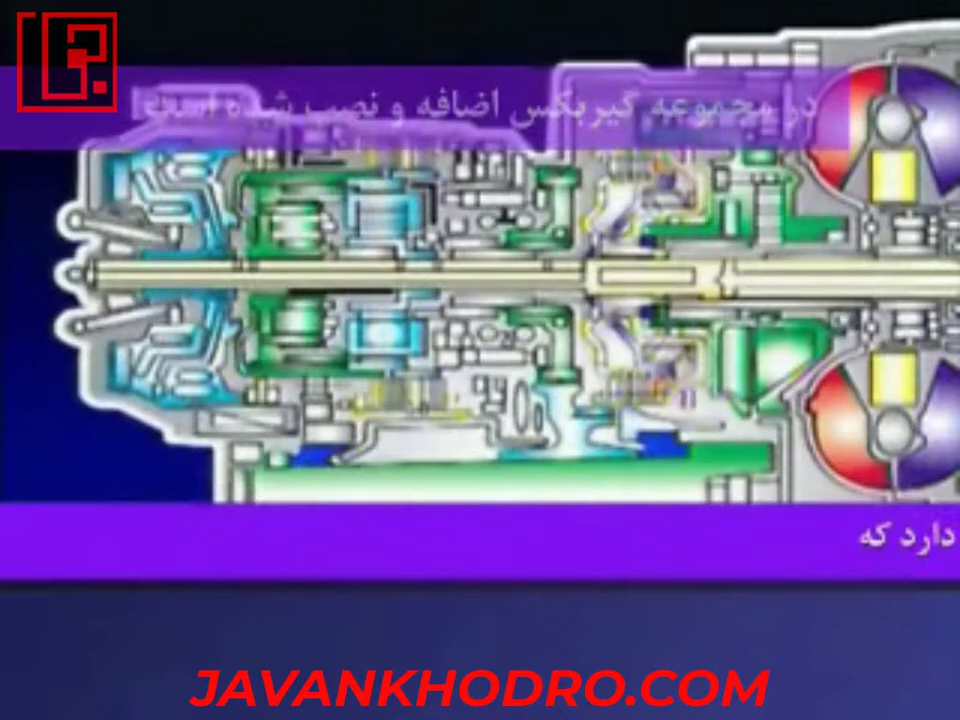 در مجموعه گیربکس اضافه و نصب شده است
دارد که
JAVANKHODRO.COM